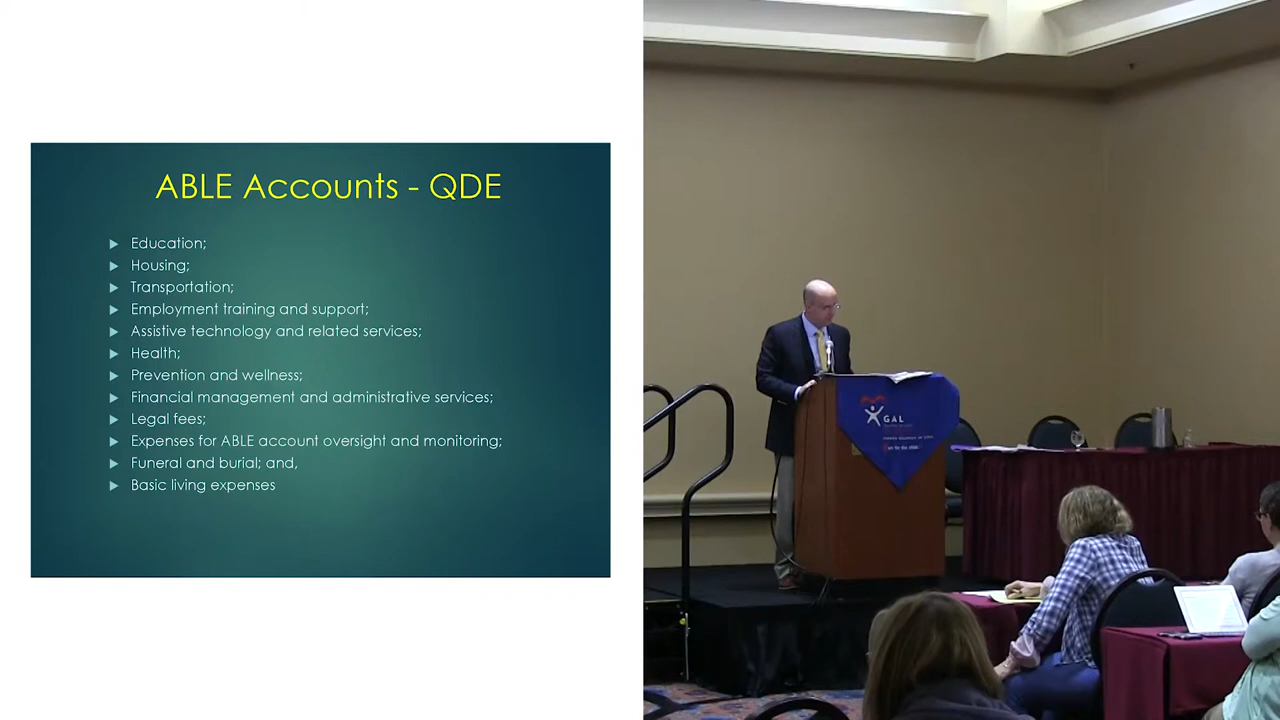 ABLE Accounts - QDE
Education;
Housing;
Transportation;
Employment training and support;
Assistive technology and related services;
Health;
Prevention and wellness;
Financial management and administrative services;
Legal fees;
Expenses for ABLE account oversight and monitoring;
Funeral and burial; and,
Basic living expenses
GAL